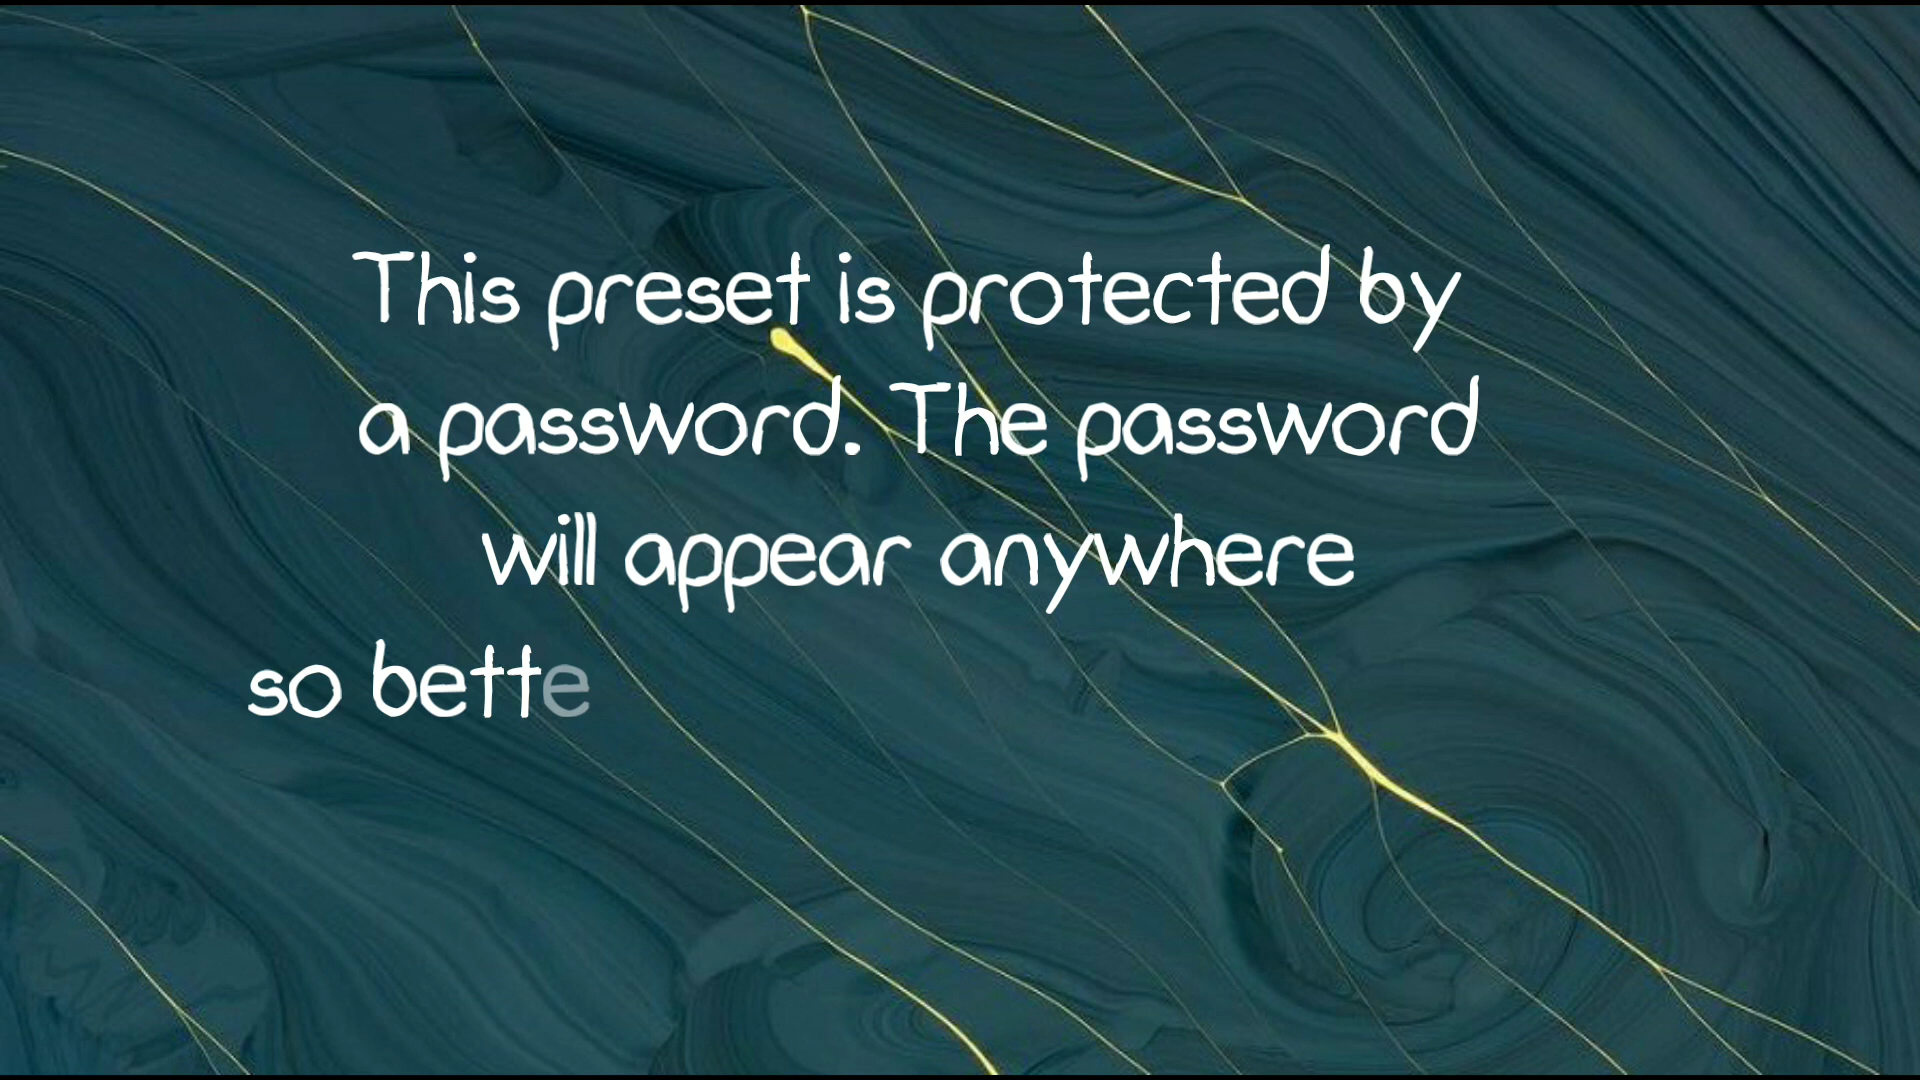 This preset is protected by
a password. The password
will appear anywhere
so bette